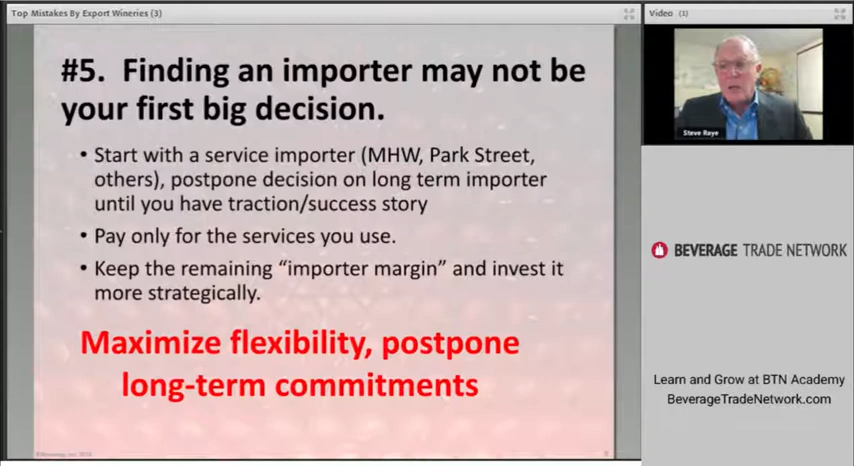 Top Mistakes By Export Wineries (3)
Video (1)
#5. Finding an importer may not be
your first big decision.
• Start with a service importer (MHW, Park Street,
others), postpone decision on long term importer
until you have traction/success story
• Pay only for the services you use.
• Keep the remaining “importer margin” and invest it
more strategically.
Maximize flexibility, postpone
long-term commitments
Steve Raye
BEVERAGE TRADE NETWORK
Learn and Grow at BTN Academy
BeverageTradeNetwork.com